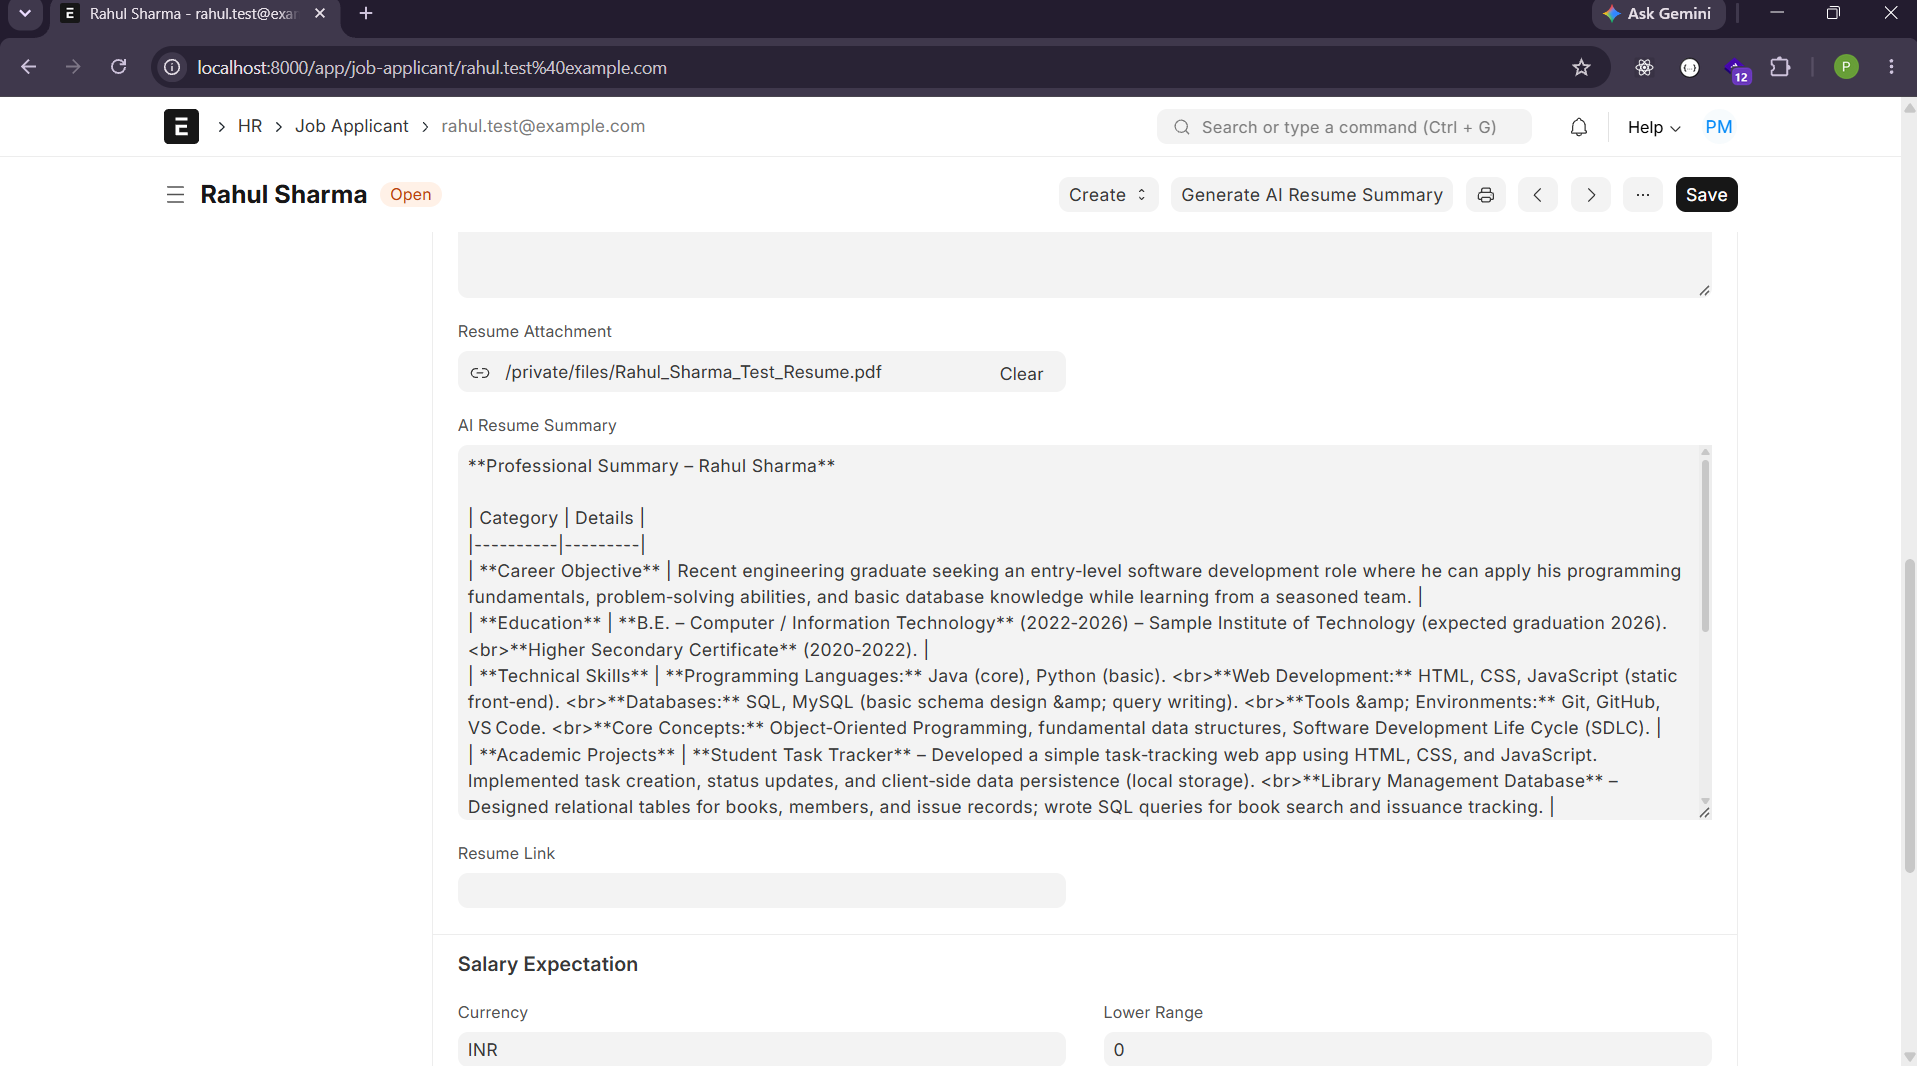 Rahul Sharma - rahul.test@exar
Ask Gemini
localhost:8000/app/job-applicant/rahul.test%40example.com
12
P
E > HR > Job Applicant > rahul.test@example.com
Search or type a command (Ctrl + G)
Help
PM
Rahul Sharma
Open
Create
Generate AI Resume Summary
...
Save
Resume Attachment
/private/files/Rahul_Sharma_Test_Resume.pdf
Clear
AI Resume Summary
**Professional Summary – Rahul Sharma**
| Category | Details |
|----------|---------|
| **Career Objective** | Recent engineering graduate seeking an entry-level software development role where he can apply his programming
fundamentals, problem-solving abilities, and basic database knowledge while learning from a seasoned team. |
| **Education** | **B.E. – Computer / Information Technology** (2022-2026) – Sample Institute of Technology (expected graduation 2026).
<br>**Higher Secondary Certificate** (2020-2022). |
| **Technical Skills** | **Programming Languages:** Java (core), Python (basic). <br>**Web Development:** HTML, CSS, JavaScript (static
front-end). <br>**Databases:** SQL, MySQL (basic schema design &amp; query writing). <br>**Tools &amp; Environments:** Git, GitHub,
VS Code. <br>**Core Concepts:** Object-Oriented Programming, fundamental data structures, Software Development Life Cycle (SDLC). |
| **Academic Projects** | **Student Task Tracker** – Developed a simple task-tracking web app using HTML, CSS, and JavaScript.
Implemented task creation, status updates, and client-side data persistence (local storage). <br>**Library Management Database** –
Designed relational tables for books, members, and issue records; wrote SQL queries for book search and issuance tracking. |
Resume Link
Salary Expectation
Currency
Lower Range
INR
0